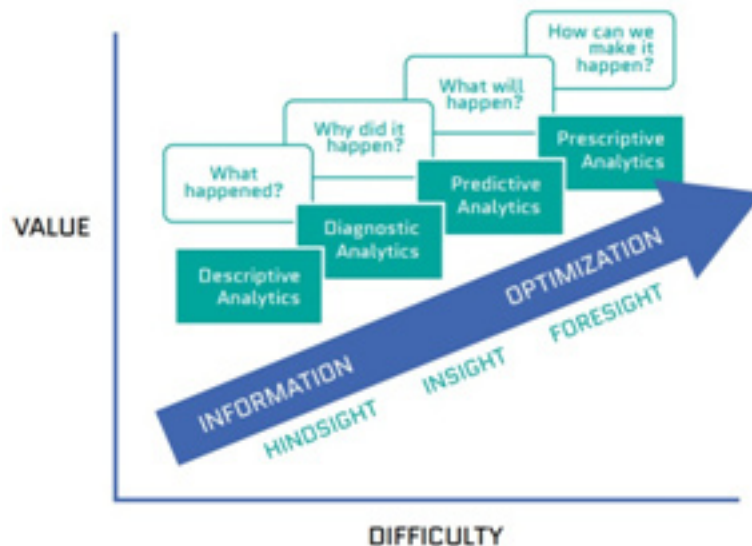 How can we
make it
happen?
What will
happen?
Why did it
happen?
What
happened?
Prescriptive
Analytics
Predictive
Analytics
Diagnostic
Analytics
Descriptive
Analytics
VALUE
INFORMATION
OPTIMIZATION
HINDSIGHT
INSIGHT
FORESIGHT
DIFFICULTY